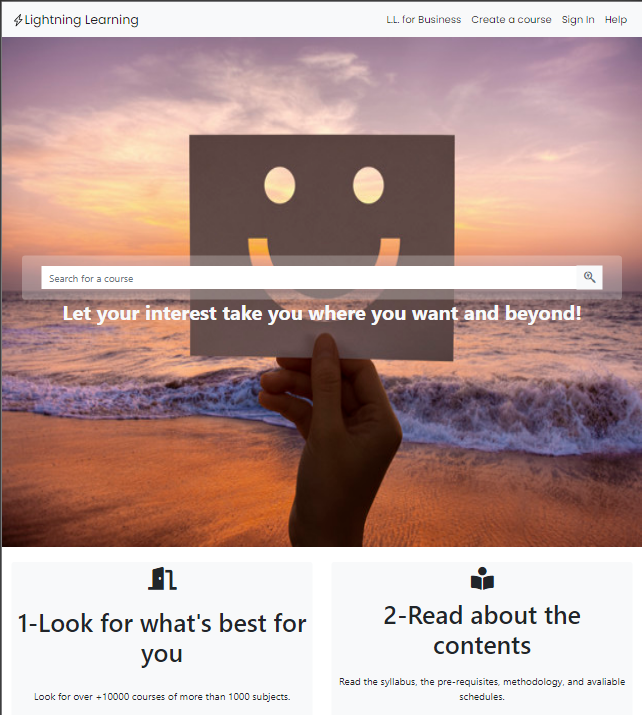 Lightning Learning
L.L. for Business Create a course Sign In Help
Search for a course
Let your interest take you where you want and beyond!
1-Look for what's best for
you
Look for over +10000 courses of more than 1000 subjects.
2-Read about the
contents
Read the syllabus, the pre-requisites, methodology, and avaliable
schedules.